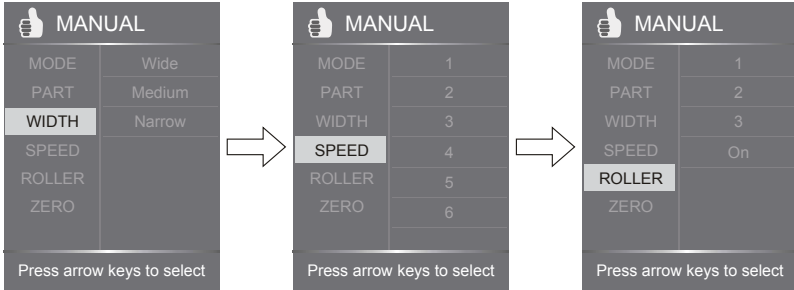 MANUAL
MODE Wide
PART Medium
WIDTH Narrow
SPEED
ROLLER
ZERO
Press arrow keys to select
MANUAL
MODE 1
PART 2
WIDTH 3
SPEED 4
ROLLER 5
ZERO 6
Press arrow keys to select
MANUAL
MODE 1
PART 2
WIDTH 3
SPEED On
ROLLER
ZERO
Press arrow keys to select